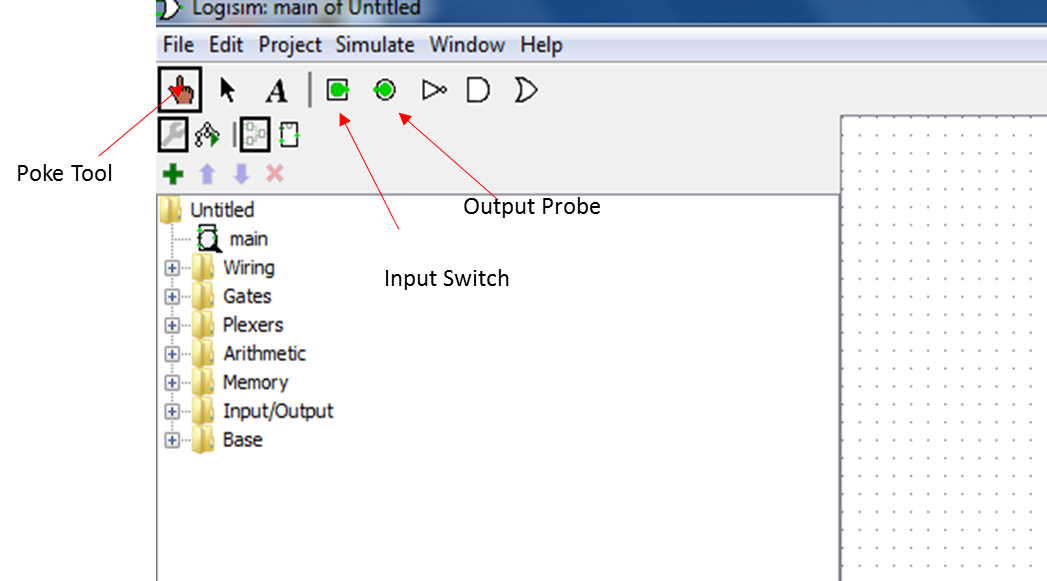 Logisim: main of Untitled
File Edit Project Simulate Window Help
A
Poke Tool
Output Probe
Input Switch
Untitled
main
Wiring
Gates
Plexers
Arithmetic
Memory
Input/Output
Base